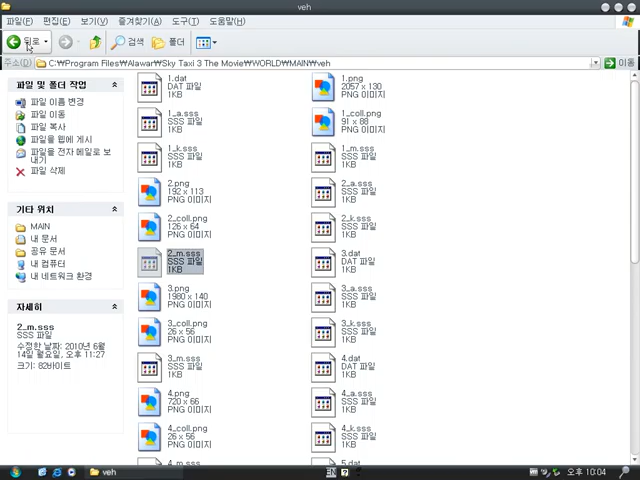 veh
파일(F) 편집(E) 보기(V) 즐겨찾기(A) 도구(T) 도움말(H)
뒤로 검색 폴더
주소(D) C:₩Program Files₩Alawar₩Sky Taxi 3 The Movie₩WORLD₩MAIN₩veh 이동
파일 및 폴더 작업
파일 이름 변경
파일 이동
파일 복사
파일을 웹에 게시
파일을 전자 메일로 보
내기
파일 삭제
기타 위치
MAIN
내 문서
공유 문서
내 컴퓨터
내 네트워크 환경
자세히
2_m.sss
SSS 파일
수정한 날짜: 2010년 6월
14일 월요일, 오후 11:27
크기: 82바이트
1.dat
DAT 파일
1KB
1.png
2057 x 130
PNG 이미지
1_a.sss
SSS 파일
1KB
1_coll.png
91 x 88
PNG 이미지
1_k.sss
SSS 파일
1KB
1_m.sss
SSS 파일
1KB
2.png
192 x 113
PNG 이미지
2_a.sss
SSS 파일
1KB
2_coll.png
126 x 64
PNG 이미지
2_k.sss
SSS 파일
1KB
2_m.sss
SSS 파일
1KB
3.dat
DAT 파일
1KB
3.png
1980 x 140
PNG 이미지
3_a.sss
SSS 파일
1KB
3_coll.png
26 x 56
PNG 이미지
3_k.sss
SSS 파일
1KB
3_m.sss
SSS 파일
1KB
4.dat
DAT 파일
1KB
4.png
720 x 66
PNG 이미지
4_a.sss
SSS 파일
1KB
4_coll.png
26 x 56
PNG 이미지
4_k.sss
SSS 파일
1KB
4_m.sss
5.dat
veh
EN
오후 10:04